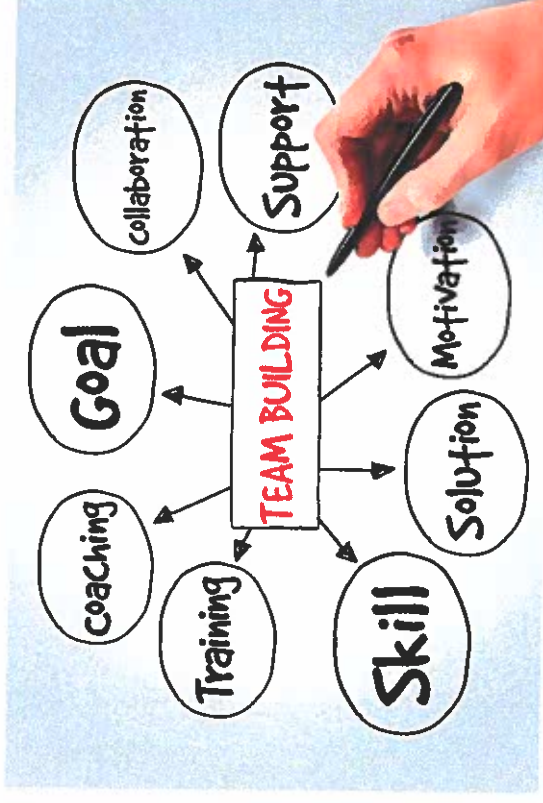 coaching
Goal
collaboration
Training
TEAM BUILDING
Support
Skill
Solution
Motivation